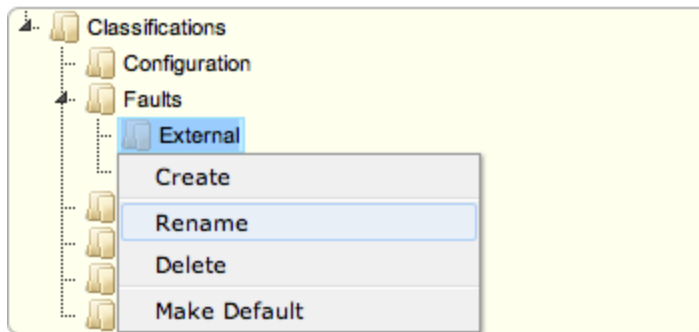 Classifications
Configuration
Faults
External
Create
Rename
Delete
Make Default